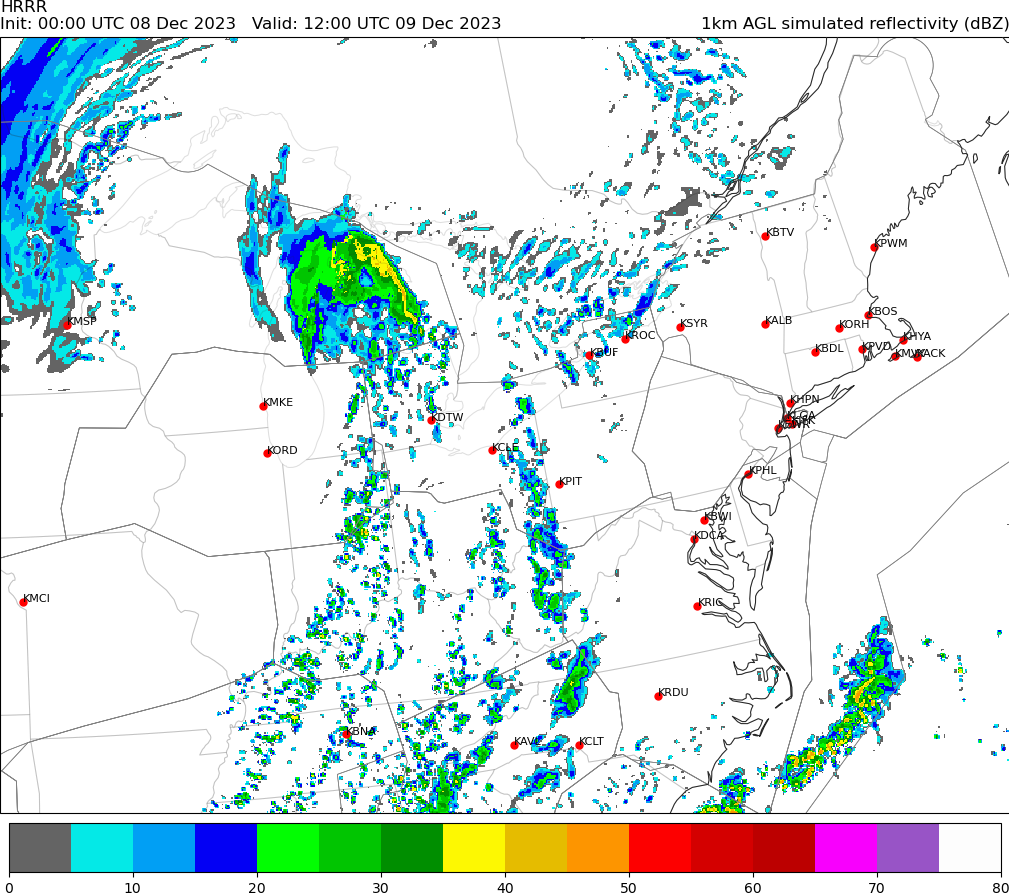 HRRR
Init: 00:00 UTC 08 Dec 2023   Valid: 12:00 UTC 09 Dec 2023
1km AGL simulated reflectivity (dBZ)
KBTV
KPWM
KMSP
KBOS
KSYR
KALB
KORH
KROC
KHYA
KBUF
KBDL
KPVD
KACK
KMKE
KHPN
KDTW
KLGA
KORD
KCLE
KPHL
KPIT
KBWI
KDCA
KMCI
KRIC
KRDU
KBNA
KCLT
0 10 20 30 40 50 60 70 80